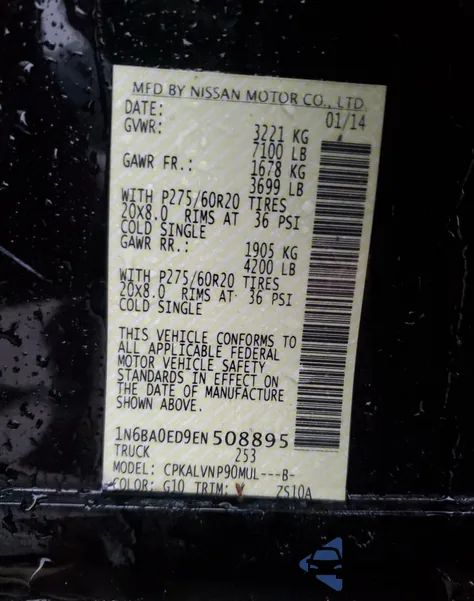 MFD BY NISSAN MOTOR CO., LTD.
DATE: 01/14
GVWR: 3221 KG
7100 LB
GAWR FR.: 1678 KG
3699 LB
WITH P275/60R20 TIRES
20X8.0 RIMS AT 36 PSI
COLD SINGLE
GAWR RR.: 1905 KG
4200 LB
WITH P275/60R20 TIRES
20X8.0 RIMS AT 36 PSI
COLD SINGLE
THIS VEHICLE CONFORMS TO
ALL APPLICABLE FEDERAL
MOTOR VEHICLE SAFETY
STANDARDS IN EFFECT ON
THE DATE OF MANUFACTURE
SHOWN ABOVE.
1N6BA0ED9EN508895
TRUCK 253
MODEL: CPKALVNP90MUL---B-
COLOR: G10 TRIM: ZS10A